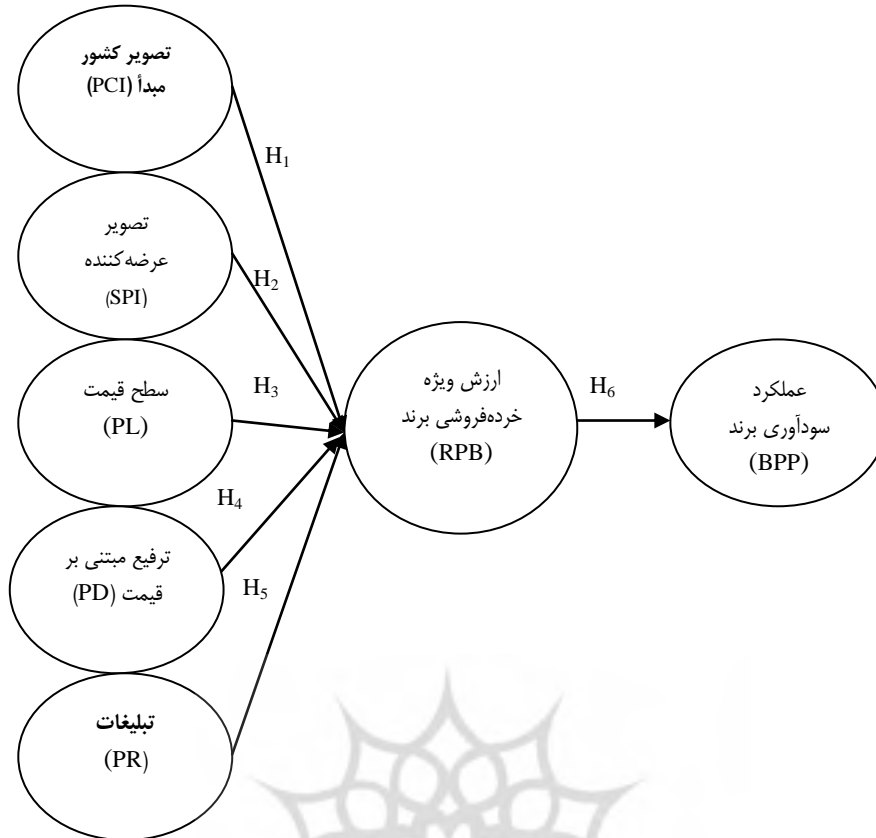 تصویر کشور
مبدأ (PCI)
H₁
تصویر
عرضه‌کننده
(SPI)
H₂
سطح قیمت
(PL)
H₃
ارزش ویژه
خرده‌فروشی برند
(RPB)
H₆
عملکرد
سودآوری برند
(BPP)
H₄
ترفیع مبتنی بر
قیمت (PD)
H₅
تبلیغات
(PR)